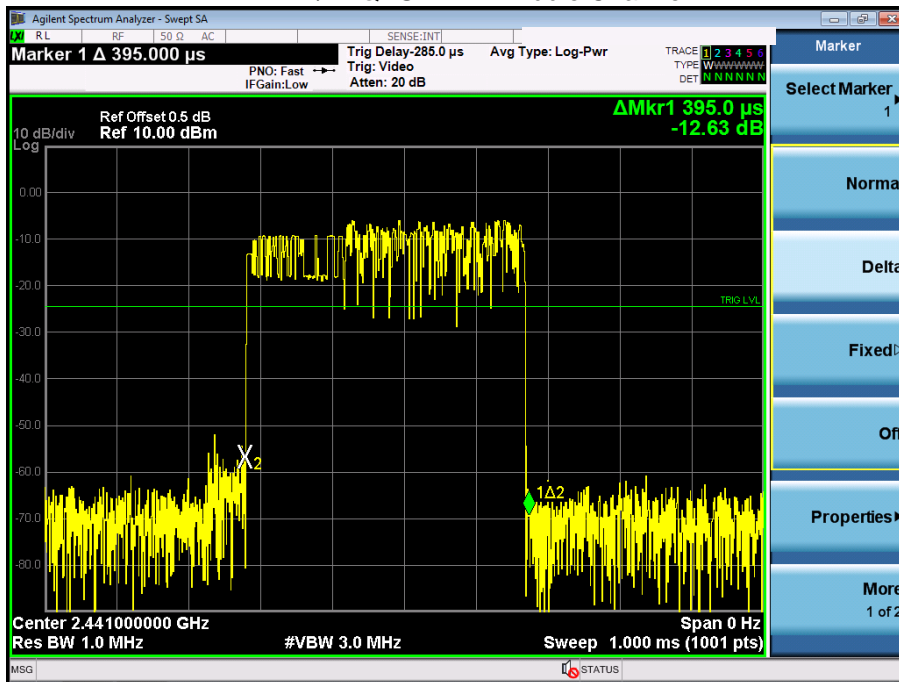 Agilent Spectrum Analyzer - Swept SA
LXI RL RF 50 Ω AC SENSE:INT
Marker 1 Δ 395.000 µs
PNO: Fast
IFGain:Low
Trig Delay-285.0 µs
Trig: Video
Atten: 20 dB
Avg Type: Log-Pwr
TRACE 1 2 3 4 5 6
TYPE WWWWWW
DET N N N N N N
Ref Offset 0.5 dB
10 dB/div Ref 10.00 dBm
Log
ΔMkr1 395.0 µs
-12.63 dB
0.00
-10.0
-20.0
TRIG LVL
-30.0
-40.0
-50.0
2
-60.0
1Δ2
-70.0
-80.0
Center 2.441000000 GHz
Span 0 Hz
Res BW 1.0 MHz
#VBW 3.0 MHz
Sweep 1.000 ms (1001 pts)
MSG
STATUS
Marker
Select Marker
1
Norma
Delta
Fixed
Off
Properties
More
1 of 2